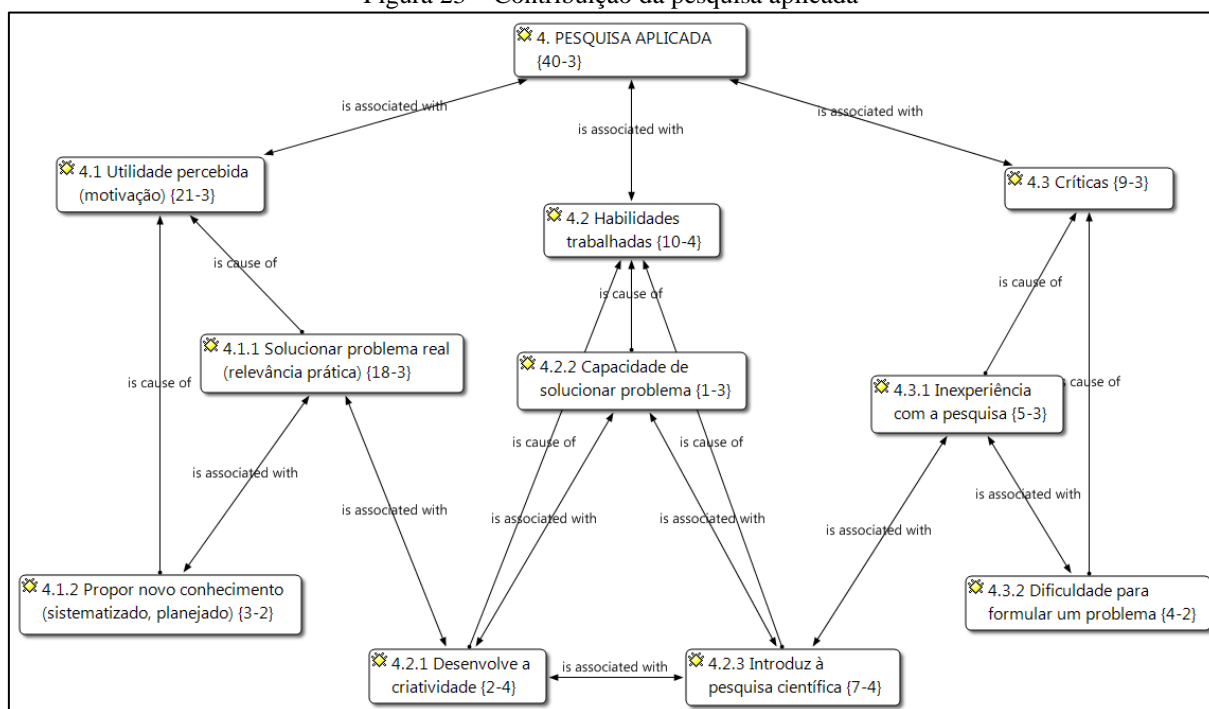 Figura 25 – Contribuição da pesquisa aplicada
4. PESQUISA APLICADA
{40-3}
is associated with
is associated with
is associated with
4.1 Utilidade percebida
(motivação) {21-3}
4.2 Habilidades
trabalhadas {10-4}
4.3 Críticas {9-3}
is cause of
is cause of
is cause of
4.1.1 Solucionar problema real
(relevância prática) {18-3}
4.2.2 Capacidade de
solucionar problema {1-3}
4.3.1 Inexperiência
com a pesquisa {5-3}
is cause of
is cause of
is cause of
is associated with
is associated with
is associated with
is associated with
is associated with
is associated with
4.1.2 Propor novo conhecimento
(sistematizado, planejado) {3-2}
4.3.2 Dificuldade para
formular um problema {4-2}
4.2.1 Desenvolve a
criatividade {2-4}
is associated with
4.2.3 Introduz à
pesquisa científica {7-4}